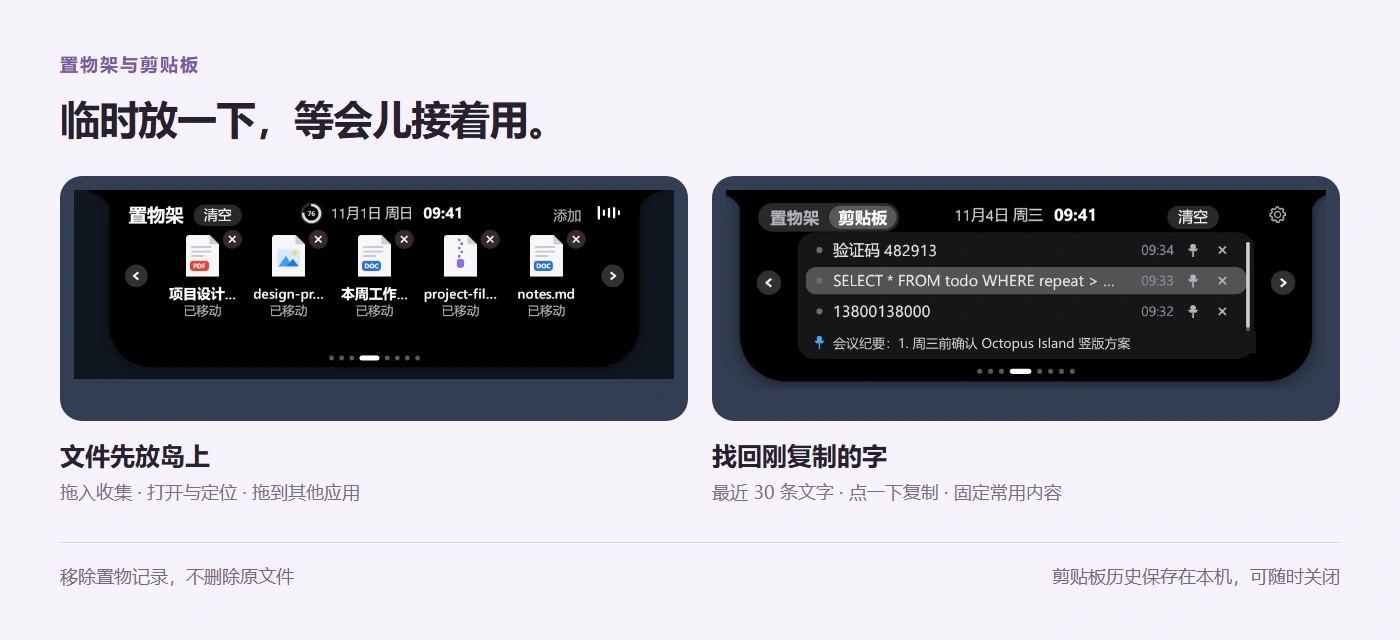 置物架与剪贴板
临时放一下，等会儿接着用。
置物架 清空 76 11月1日 周日 09:41 添加
PDF DOC DOC
项目设计... design-pr... 本周工作... project-fil... notes.md
已移动 已移动 已移动 已移动 已移动
置物架 剪贴板 11月4日 周三 09:41 清空
验证码 482913 09:34
SELECT * FROM todo WHERE repeat > ... 09:33
13800138000 09:32
会议纪要：1. 周三前确认 Octopus Island 竖版方案
文件先放岛上
拖入收集 · 打开与定位 · 拖到其他应用
找回刚复制的字
最近 30 条文字 · 点一下复制 · 固定常用内容
移除置物记录，不删除原文件
剪贴板历史保存在本机，可随时关闭